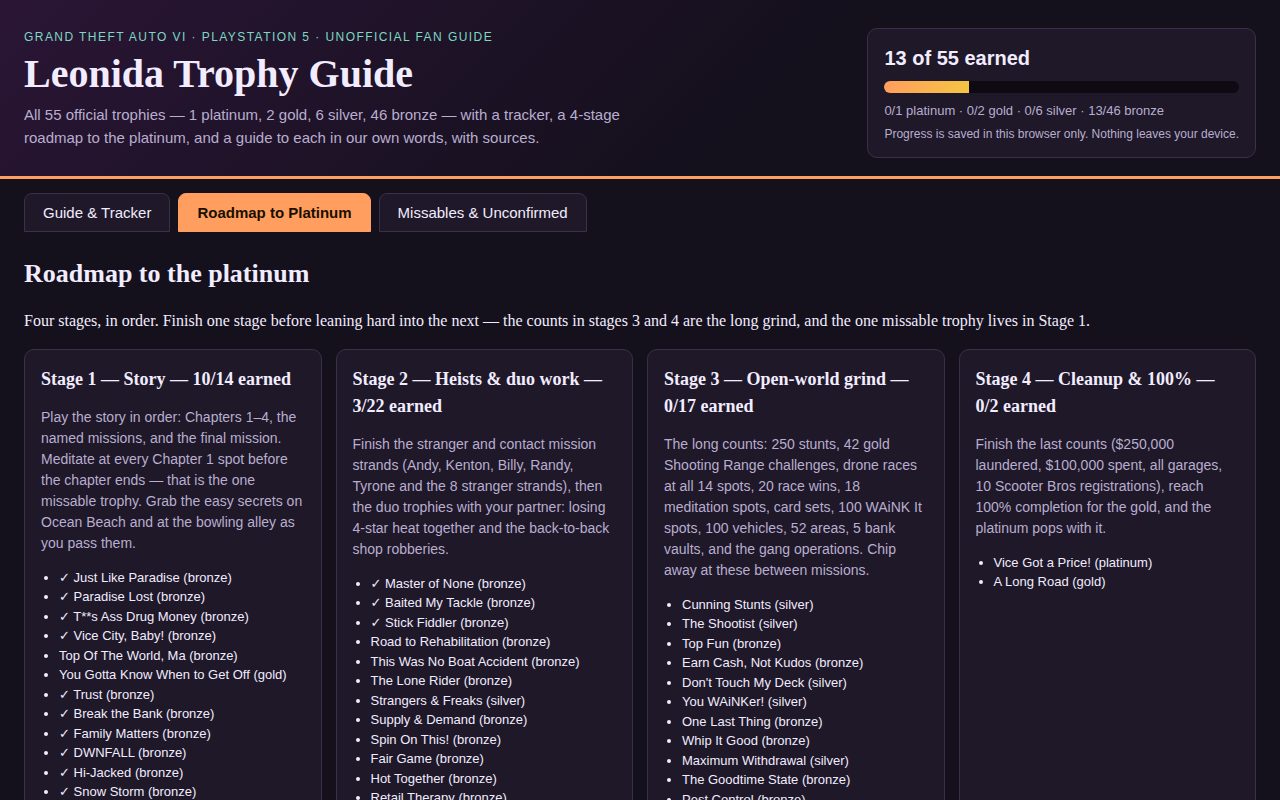 GRAND THEFT AUTO VI · PLAYSTATION 5 · UNOFFICIAL FAN GUIDE
Leonida Trophy Guide
All 55 official trophies — 1 platinum, 2 gold, 6 silver, 46 bronze — with a tracker, a 4-stage
roadmap to the platinum, and a guide to each in our own words, with sources.
13 of 55 earned
0/1 platinum · 0/2 gold · 0/6 silver · 13/46 bronze
Progress is saved in this browser only. Nothing leaves your device.
Guide & Tracker
Roadmap to Platinum
Missables & Unconfirmed
Roadmap to the platinum
Four stages, in order. Finish one stage before leaning hard into the next — the counts in stages 3 and 4 are the long grind, and the one missable trophy lives in Stage 1.
Stage 1 — Story — 10/14 earned
Play the story in order: Chapters 1–4, the
named missions, and the final mission.
Meditate at every Chapter 1 spot before
the chapter ends — that is the one
missable trophy. Grab the easy secrets on
Ocean Beach and at the bowling alley as
you pass them.
• ✓ Just Like Paradise (bronze)
• ✓ Paradise Lost (bronze)
• ✓ T**s Ass Drug Money (bronze)
• ✓ Vice City, Baby! (bronze)
• Top Of The World, Ma (bronze)
• You Gotta Know When to Get Off (gold)
• ✓ Trust (bronze)
• ✓ Break the Bank (bronze)
• ✓ Family Matters (bronze)
• ✓ DWNFALL (bronze)
• ✓ Hi-Jacked (bronze)
• ✓ Snow Storm (bronze)
Stage 2 — Heists & duo work —
3/22 earned
Finish the stranger and contact mission
strands (Andy, Kenton, Billy, Randy,
Tyrone and the 8 stranger strands), then
the duo trophies with your partner: losing
4-star heat together and the back-to-back
shop robberies.
• ✓ Master of None (bronze)
• ✓ Baited My Tackle (bronze)
• ✓ Stick Fiddler (bronze)
• Road to Rehabilitation (bronze)
• This Was No Boat Accident (bronze)
• The Lone Rider (bronze)
• Strangers & Freaks (silver)
• Supply & Demand (bronze)
• Spin On This! (bronze)
• Fair Game (bronze)
• Hot Together (bronze)
• Retail Therapy (bronze)
Stage 3 — Open-world grind —
0/17 earned
The long counts: 250 stunts, 42 gold
Shooting Range challenges, drone races
at all 14 spots, 20 race wins, 18
meditation spots, card sets, 100 WAiNK It
spots, 100 vehicles, 52 areas, 5 bank
vaults, and the gang operations. Chip
away at these between missions.
• Cunning Stunts (silver)
• The Shootist (silver)
• Top Fun (bronze)
• Earn Cash, Not Kudos (bronze)
• Don't Touch My Deck (silver)
• You WAiNKer! (silver)
• One Last Thing (bronze)
• Whip It Good (bronze)
• Maximum Withdrawal (silver)
• The Goodtime State (bronze)
• Pest Control (bronze)
Stage 4 — Cleanup & 100% —
0/2 earned
Finish the last counts ($250,000
laundered, $100,000 spent, all garages,
10 Scooter Bros registrations), reach
100% completion for the gold, and the
platinum pops with it.
• Vice Got a Price! (platinum)
• A Long Road (gold)